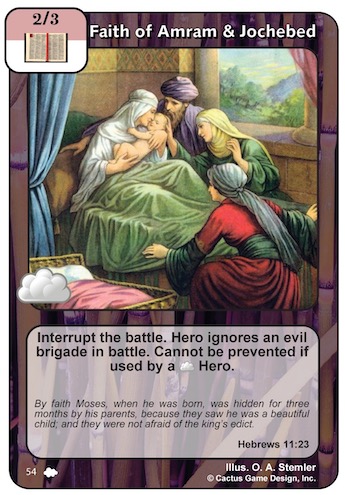 2/3
Faith of Amram & Jochebed
Interrupt the battle. Hero ignores an evil
brigade in battle. Cannot be prevented if
used by a Hero.
By faith Moses, when he was born, was hidden for three
months by his parents, because they saw he was a beautiful
child; and they were not afraid of the king's edict.
Hebrews 11:23
Illus. O. A. Stemler
54
© Cactus Game Design, Inc.